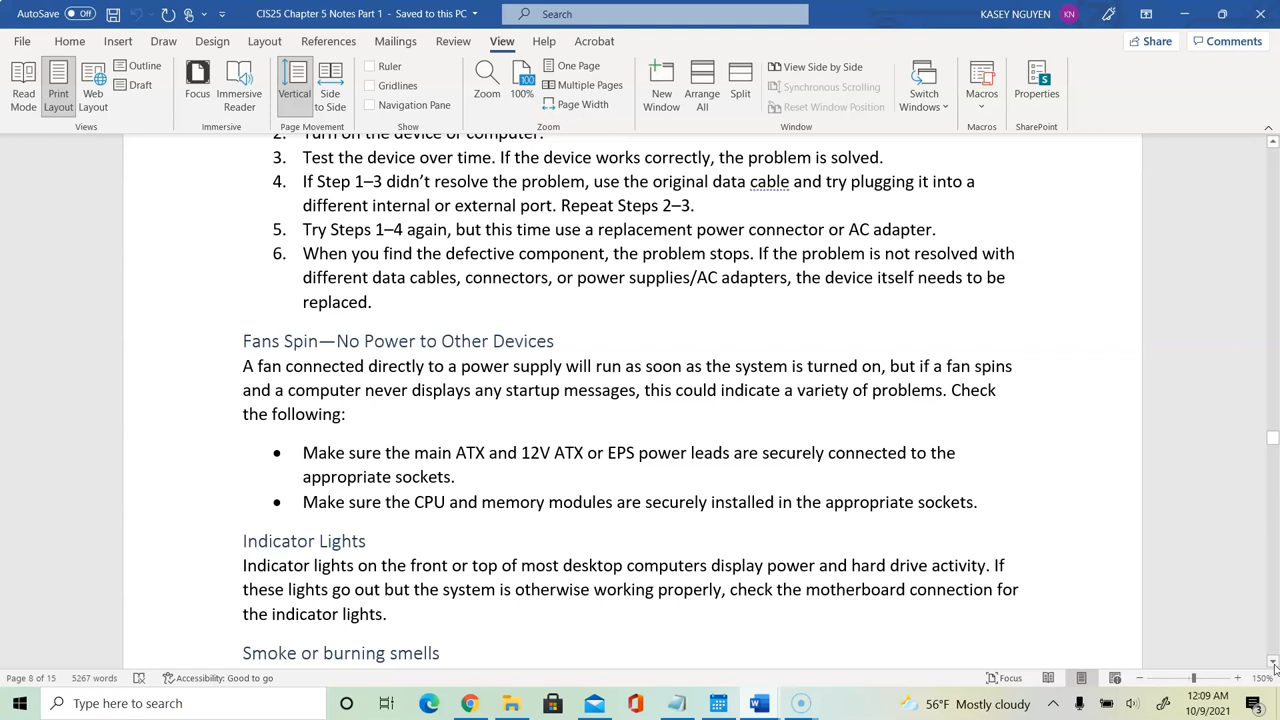 AutoSave Off CIS25 Chapter 5 Part 1 - Saved to this PC Search KASEY NGUYEN KN
File Home Insert Draw Design Layout References Mailings Review View Help Acrobat Share Comments
Read Mode
Print Layout
Web Layout
Outline
Draft
Views
Focus
Immersive Reader
Immersive
Vertical
Side to Side
Page Movement
Ruler
Gridlines
Navigation Pane
Show
Zoom
100
100%
One Page
Multiple Pages
Page Width
Zoom
New Window
Arrange All
Split
View Side by Side
Synchronous Scrolling
Reset Window Position
Switch Windows
Window
Macros
Macros
Properties
SharePoint
2. Turn on the device or computer.
3. Test the device over time. If the device works correctly, the problem is solved.
4. If Step 1–3 didn’t resolve the problem, use the original data cable and try plugging it into a
different internal or external port. Repeat Steps 2–3.
5. Try Steps 1–4 again, but this time use a replacement power connector or AC adapter.
6. When you find the defective component, the problem stops. If the problem is not resolved with
different data cables, connectors, or power supplies/AC adapters, the device itself needs to be
replaced.
Fans Spin—No Power to Other Devices
A fan connected directly to a power supply will run as soon as the system is turned on, but if a fan spins
and a computer never displays any startup messages, this could indicate a variety of problems. Check
the following:
• Make sure the main ATX and 12V ATX or EPS power leads are securely connected to the
appropriate sockets.
• Make sure the CPU and memory modules are securely installed in the appropriate sockets.
Indicator Lights
Indicator lights on the front or top of most desktop computers display power and hard drive activity. If
these lights go out but the system is otherwise working properly, check the motherboard connection for
the indicator lights.
Smoke or burning smells
Page 8 of 15 5267 words Accessibility: Good to go Focus 150%
Type here to search 56°F Mostly cloudy 12:09 AM
10/9/2021 3